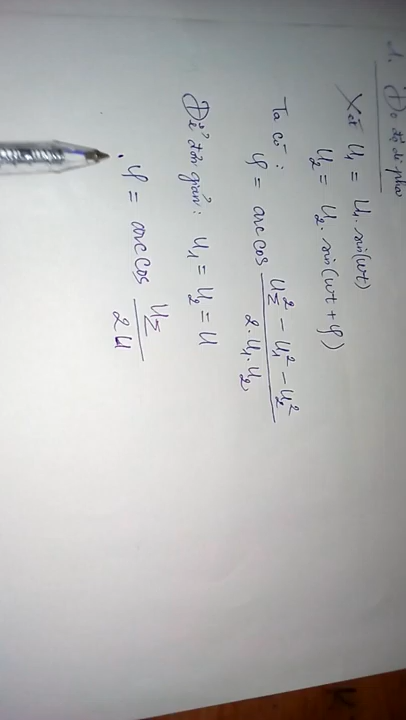 1. Đo độ di pha
Xét u₁ = U₁.sin(ωt)
u₂ = U₂.sin(ωt + φ)
Ta có :
φ = arccos (U_Σ² - U₁² - U₂²) / (2.U₁.U₂)
Để đơn giản : U₁ = U₂ = U
φ = arccos U_Σ / 2U